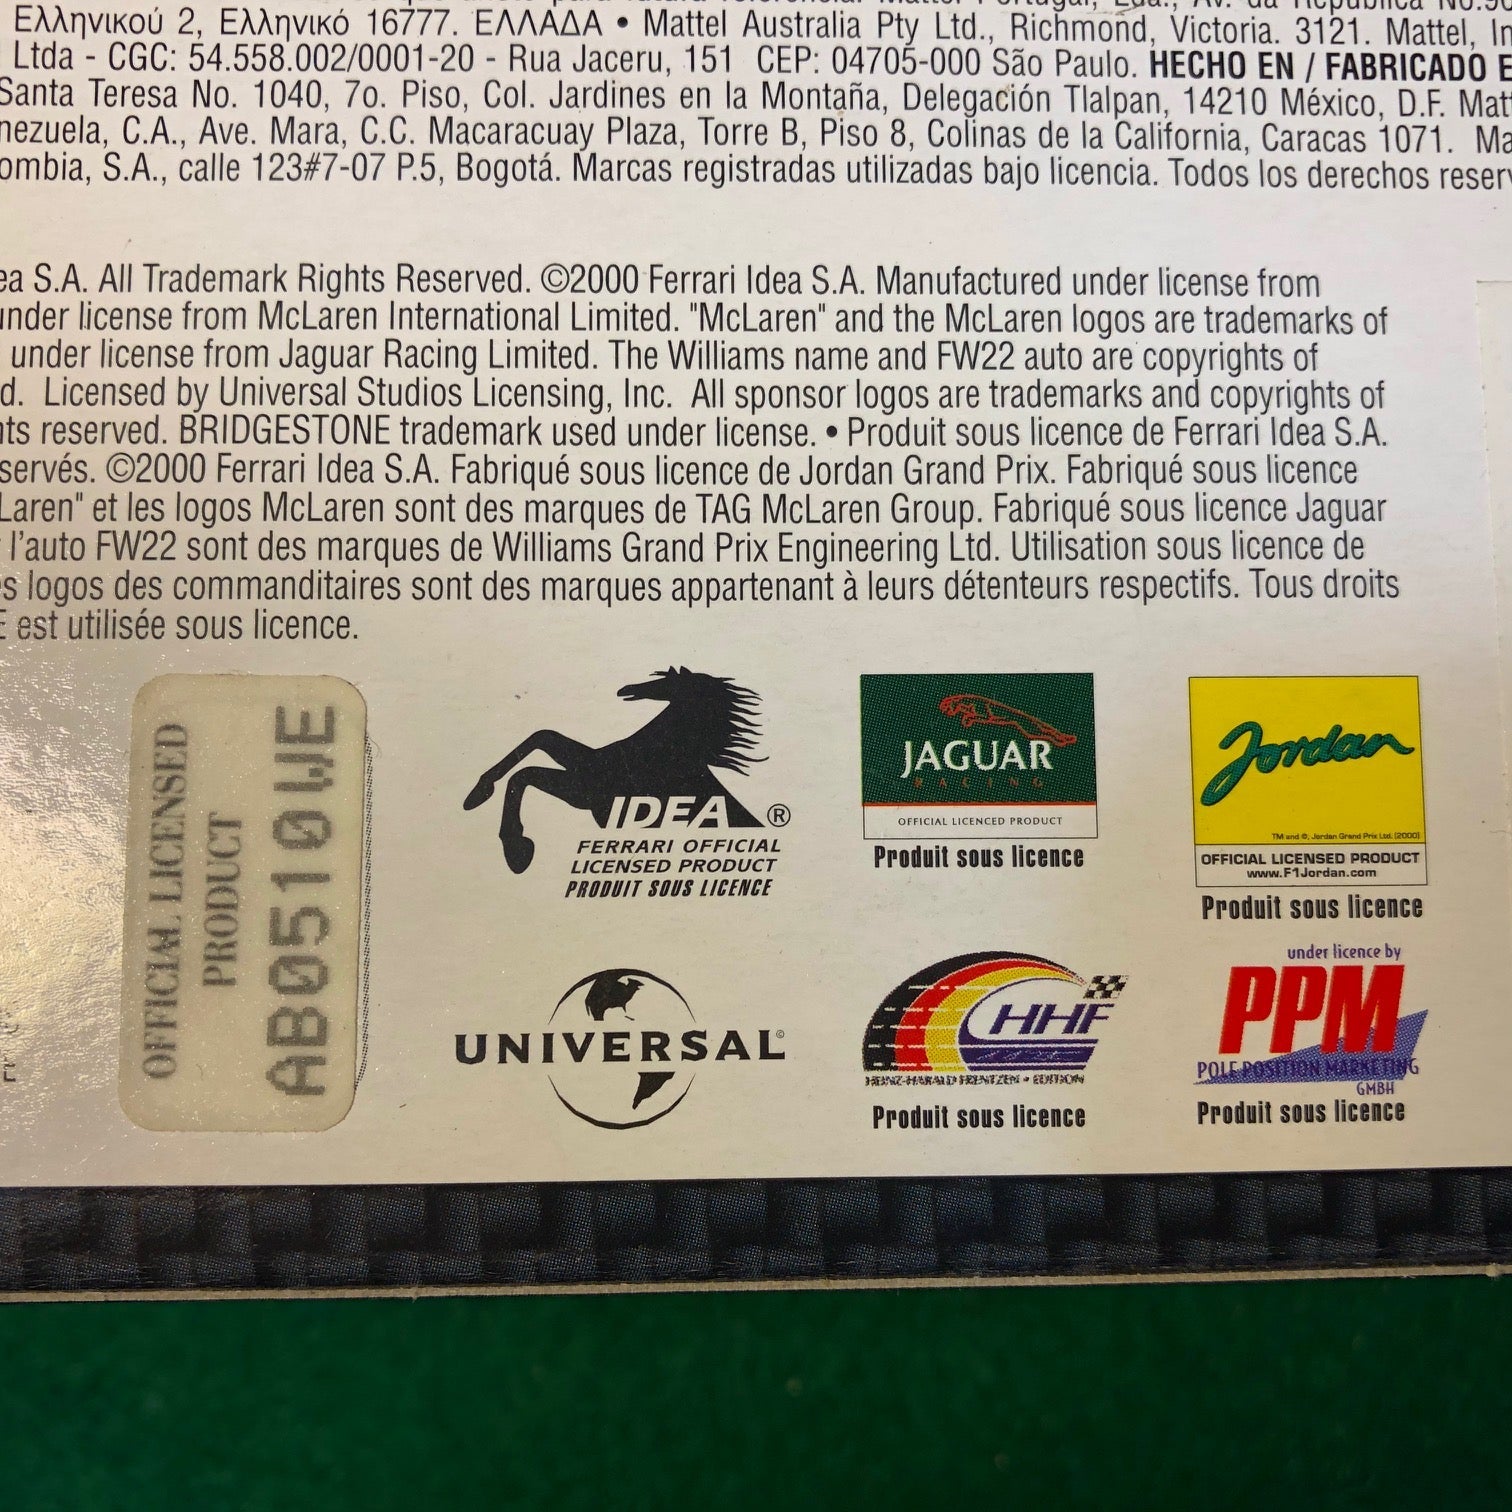 Ελληνικού 2, Ελληνικό 16777. ΕΛΛΑΔΑ • Mattel Australia Pty Ltd., Richmond, Victoria. 3121. Mattel,
Ltda - CGC: 54.558.002/0001-20 - Rua Jaceru, 151 CEP: 04705-000 São Paulo. HECHO EN / FABRICADO
Santa Teresa No. 1040, 7o. Piso, Col. Jardines en la Montaña, Delegación Tlalpan, 14210 México, D.F.
nezuela, C.A., Ave. Mara, C.C. Macaracuay Plaza, Torre B, Piso 8, Colinas de la California, Caracas 1071.
ombia, S.A., calle 123#7-07 P.5, Bogotá. Marcas registradas utilizadas bajo licencia. Todos los derechos
S.A. All Trademark Rights Reserved. ©2000 Ferrari Idea S.A. Manufactured under license from
under license from McLaren International Limited. "McLaren" and the McLaren logos are trademarks of
under license from Jaguar Racing Limited. The Williams name and FW22 auto are copyrights of
d. Licensed by Universal Studios Licensing, Inc. All sponsor logos are trademarks and copyrights of
reserved. BRIDGESTONE trademark used under license. • Produit sous licence de Ferrari Idea S.A.
servés. ©2000 Ferrari Idea S.A. Fabriqué sous licence de Jordan Grand Prix. Fabriqué sous licence
Laren" et les logos McLaren sont des marques de TAG McLaren Group. Fabriqué sous licence Jaguar
l'auto FW22 sont des marques de Williams Grand Prix Engineering Ltd. Utilisation sous licence de
s logos des commanditaires sont des marques appartenant à leurs détenteurs respectifs. Tous droits
E est utilisée sous licence.
OFFICIAL LICENSED
PRODUCT
AB0510WE
IDEA ®
FERRARI OFFICIAL
LICENSED PRODUCT
PRODUIT SOUS LICENCE
JAGUAR
RACING
OFFICIAL LICENCED PRODUCT
Produit sous licence
Jordan
TM and ©, Jordan Grand Prix Ltd. (2000)
OFFICIAL LICENSED PRODUCT
www.F1Jordan.com
Produit sous licence
UNIVERSAL©
HHF
HEINZ-HARALD FRENTZEN - EDITION
Produit sous licence
under licence by
PPM
POLE POSITION MARKETING
GMBH
Produit sous licence